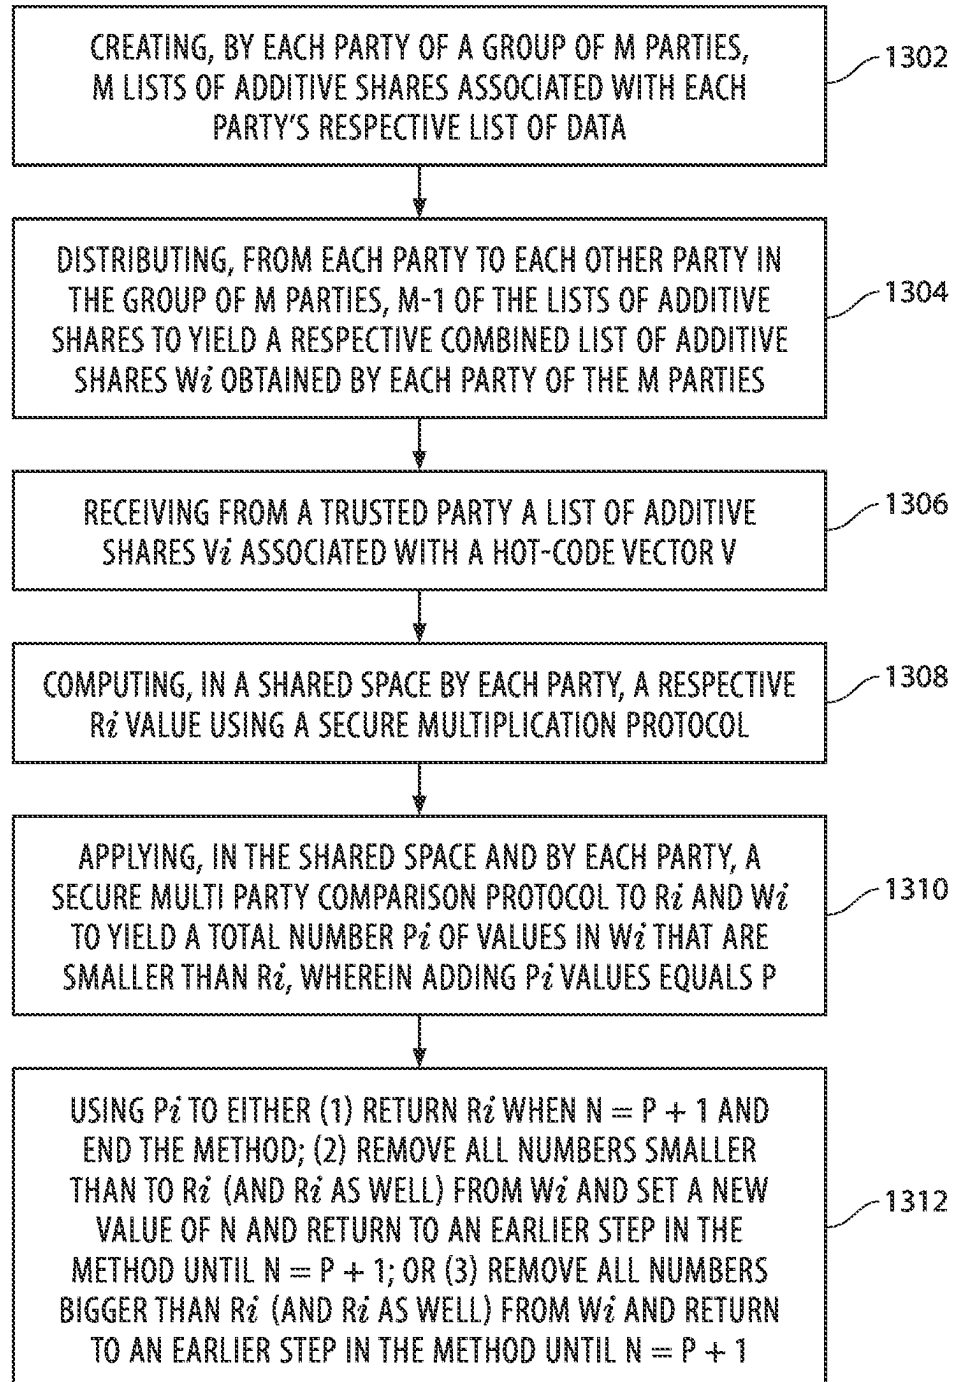 CREATING, BY EACH PARTY OF A GROUP OF M PARTIES,
M LISTS OF ADDITIVE SHARES ASSOCIATED WITH EACH
PARTY'S RESPECTIVE LIST OF DATA
1302
DISTRIBUTING, FROM EACH PARTY TO EACH OTHER PARTY IN
THE GROUP OF M PARTIES, M-1 OF THE LISTS OF ADDITIVE
SHARES TO YIELD A RESPECTIVE COMBINED LIST OF ADDITIVE
SHARES Wi OBTAINED BY EACH PARTY OF THE M PARTIES
1304
RECEIVING FROM A TRUSTED PARTY A LIST OF ADDITIVE
SHARES Vi ASSOCIATED WITH A HOT-CODE VECTOR V
1306
COMPUTING, IN A SHARED SPACE BY EACH PARTY, A RESPECTIVE
Ri VALUE USING A SECURE MULTIPLICATION PROTOCOL
1308
APPLYING, IN THE SHARED SPACE AND BY EACH PARTY, A
SECURE MULTI PARTY COMPARISON PROTOCOL TO Ri AND Wi
TO YIELD A TOTAL NUMBER Pi OF VALUES IN Wi THAT ARE
SMALLER THAN Ri, WHEREIN ADDING Pi VALUES EQUALS P
1310
USING Pi TO EITHER (1) RETURN Ri WHEN N = P + 1 AND
END THE METHOD; (2) REMOVE ALL NUMBERS SMALLER
THAN TO Ri (AND Ri AS WELL) FROM Wi AND SET A NEW
VALUE OF N AND RETURN TO AN EARLIER STEP IN THE
METHOD UNTIL N = P + 1; OR (3) REMOVE ALL NUMBERS
BIGGER THAN Ri (AND Ri AS WELL) FROM Wi AND RETURN
TO AN EARLIER STEP IN THE METHOD UNTIL N = P + 1
1312